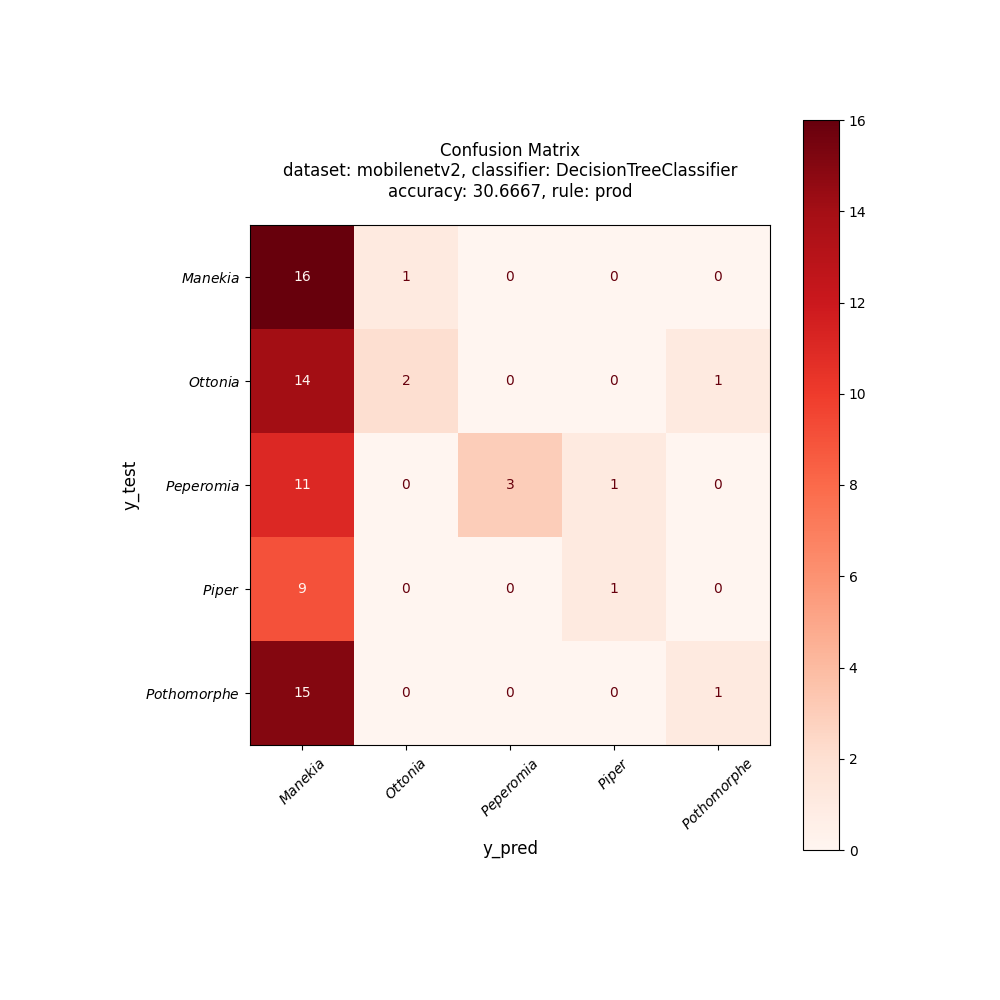 Confusion Matrix
dataset: mobilenetv2, classifier: DecisionTreeClassifier
accuracy: 30.6667, rule: prod
Manekia 16 1 0 0 0
Ottonia 14 2 0 0 1
Peperomia 11 0 3 1 0
Piper 9 0 0 1 0
Pothomorphe 15 0 0 0 1
y_test
Manekia Ottonia Peperomia Piper Pothomorphe
y_pred
16
14
12
10
8
6
4
2
0